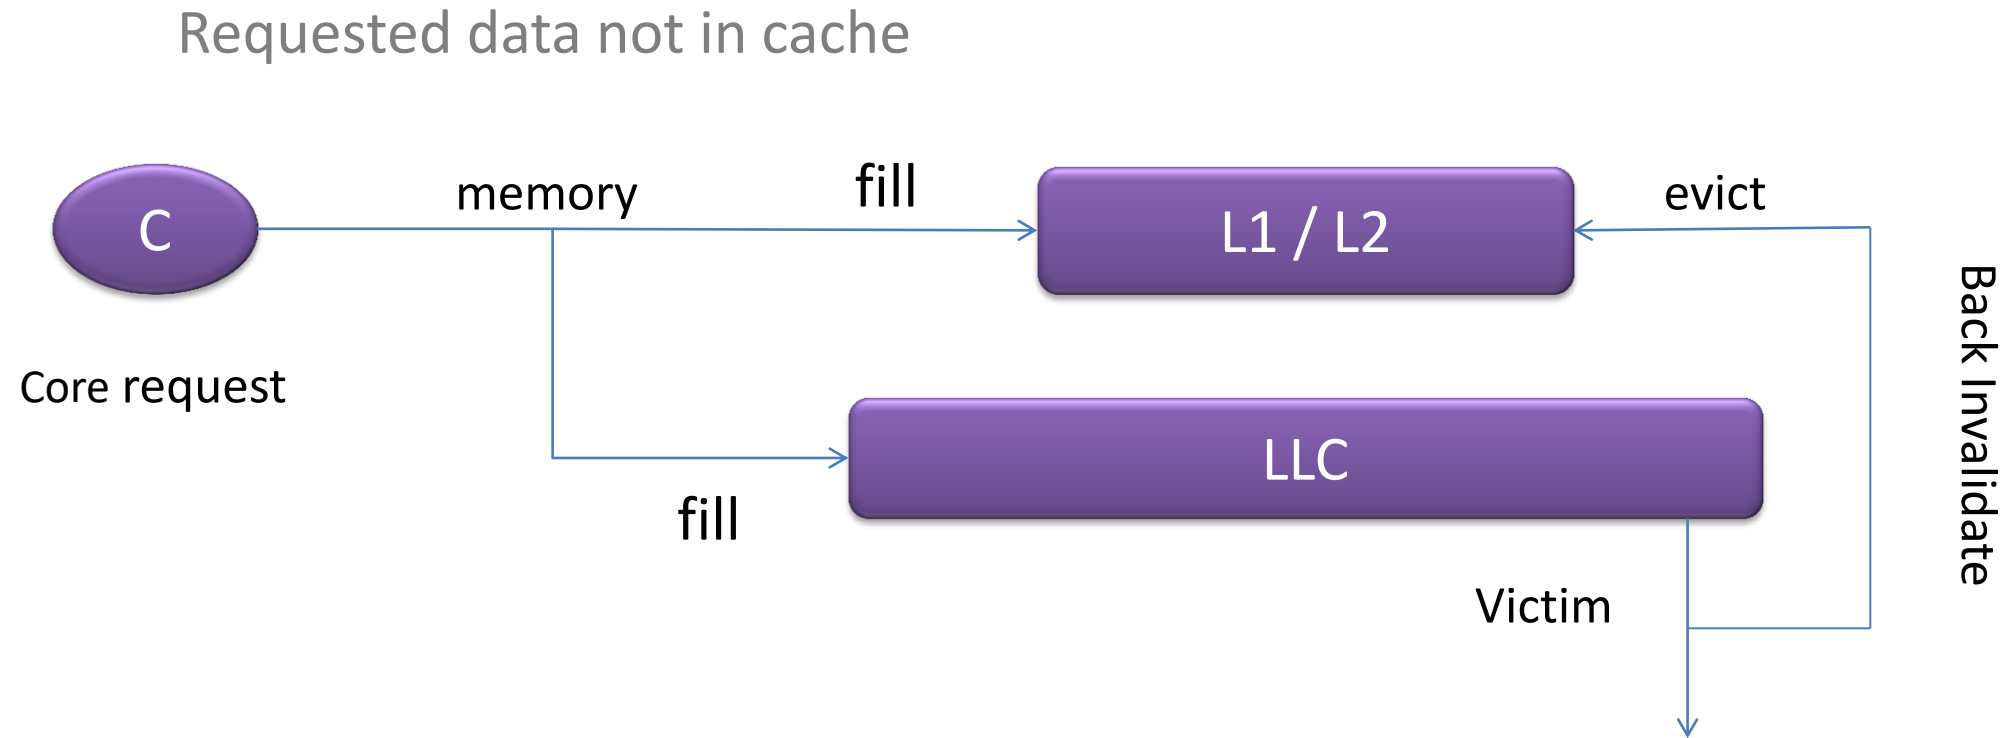 Requested data not in cache
memory
fill
evict
C
L1 / L2
Core request
Back Invalidate
LLC
fill
Victim